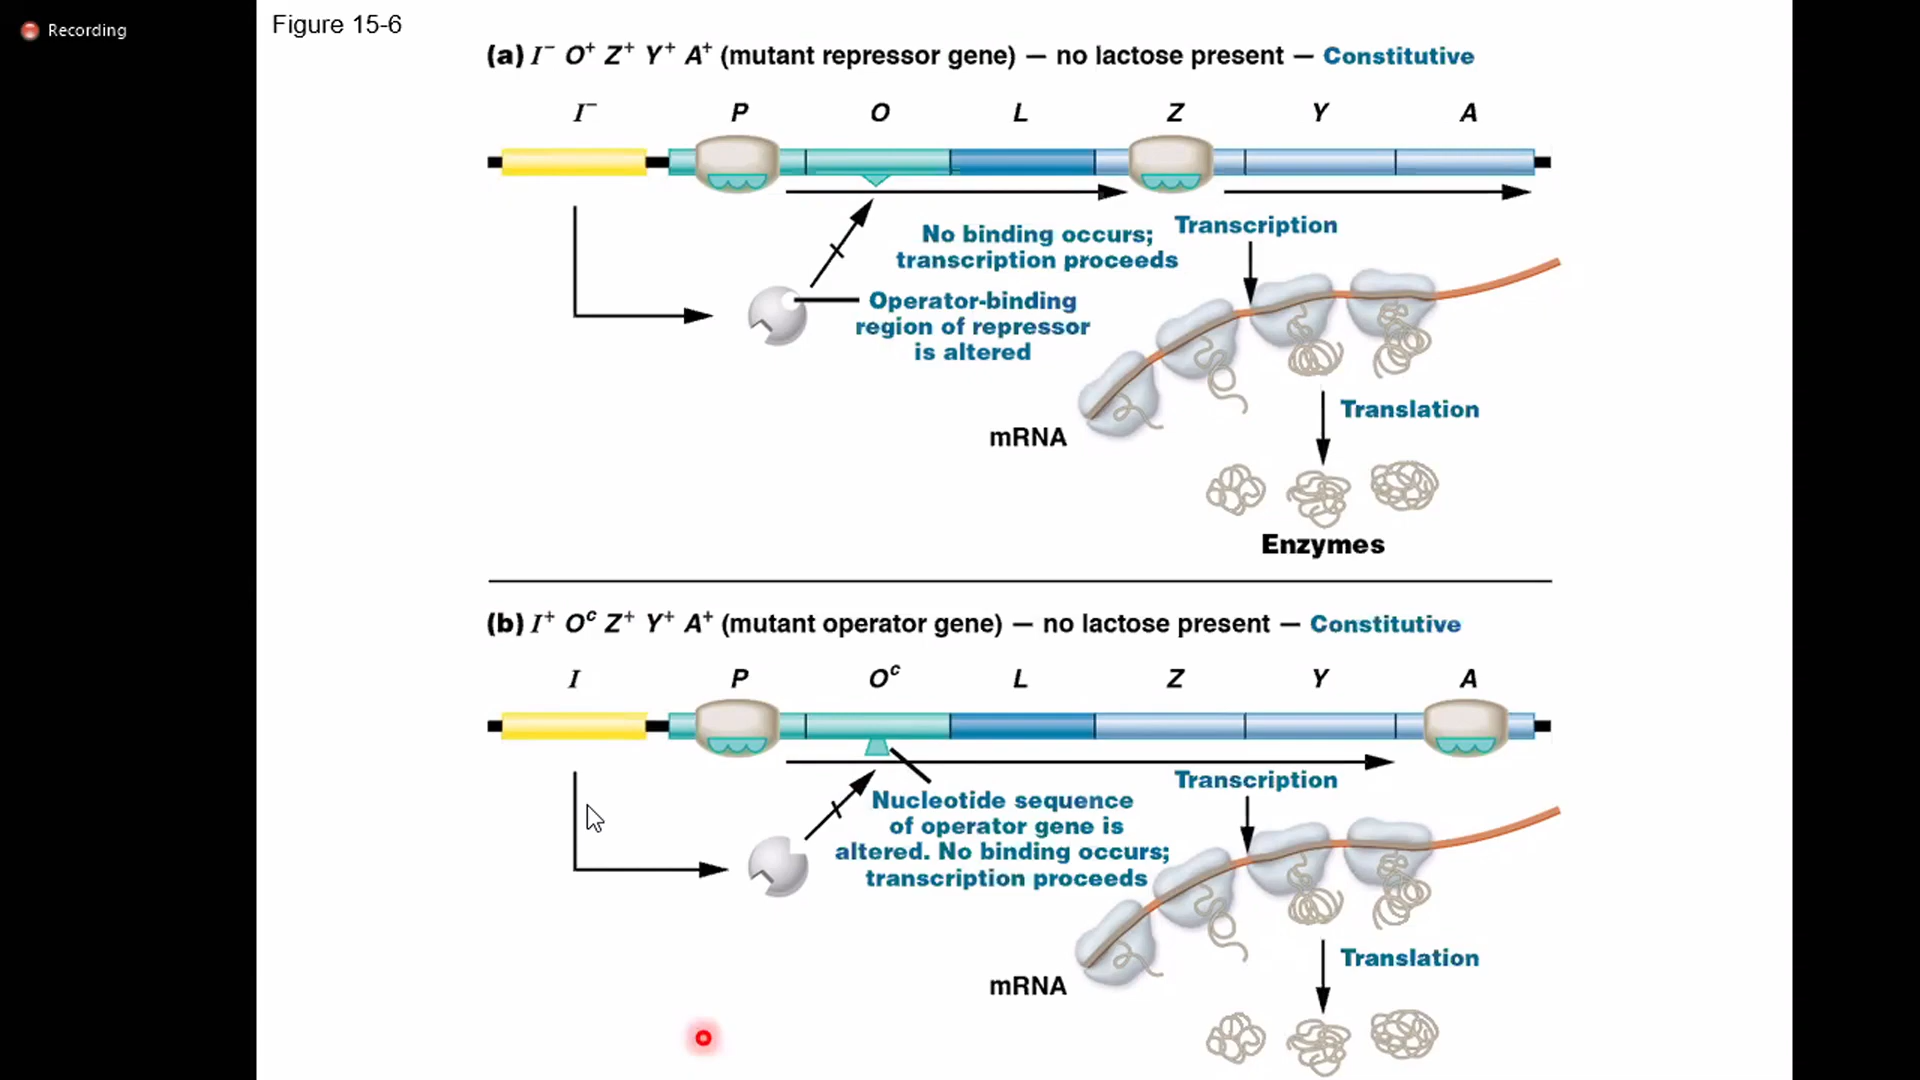 Recording
Figure 15-6
(a) I⁻ O⁺ Z⁺ Y⁺ A⁺ (mutant repressor gene) — no lactose present — Constitutive
I⁻ P O L Z Y A
No binding occurs;
transcription proceeds
Transcription
Operator-binding
region of repressor
is altered
mRNA
Translation
Enzymes
(b) I⁺ Oᶜ Z⁺ Y⁺ A⁺ (mutant operator gene) — no lactose present — Constitutive
I P Oᶜ L Z Y A
Transcription
Nucleotide sequence
of operator gene is
altered. No binding occurs;
transcription proceeds
mRNA
Translation